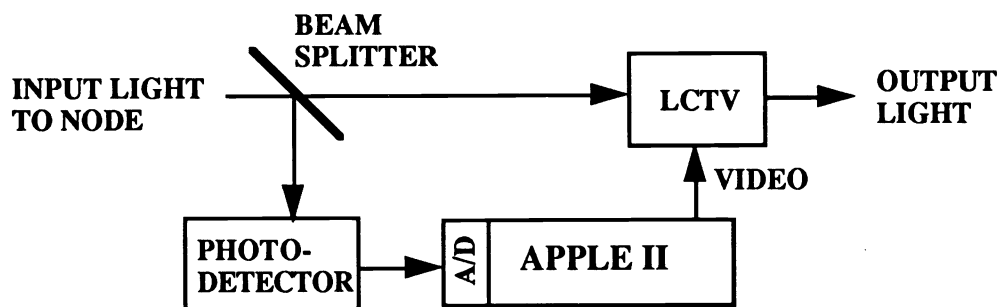 BEAM
SPLITTER
INPUT LIGHT
TO NODE
LCTV
OUTPUT
LIGHT
VIDEO
PHOTO-
DETECTOR
A/D
APPLE II